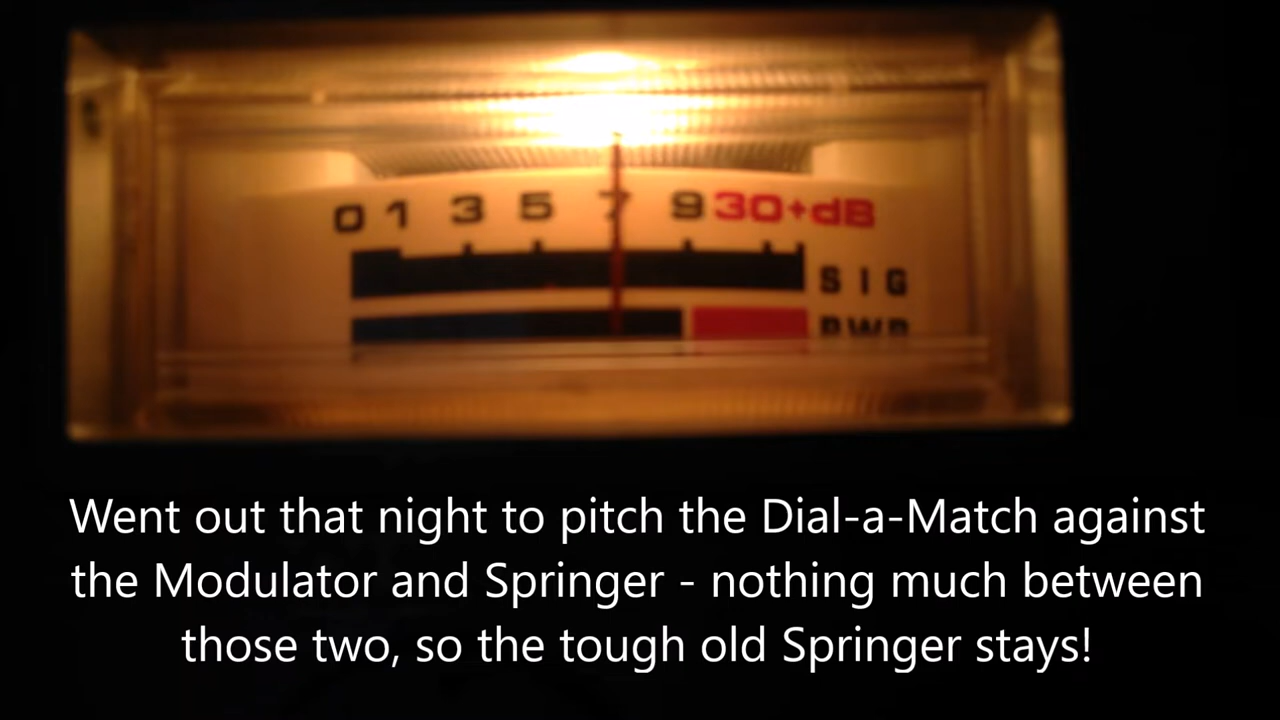 0 1 3 5 7 9 30+dB
SIG
PWR
Went out that night to pitch the Dial-a-Match against
the Modulator and Springer - nothing much between
those two, so the tough old Springer stays!